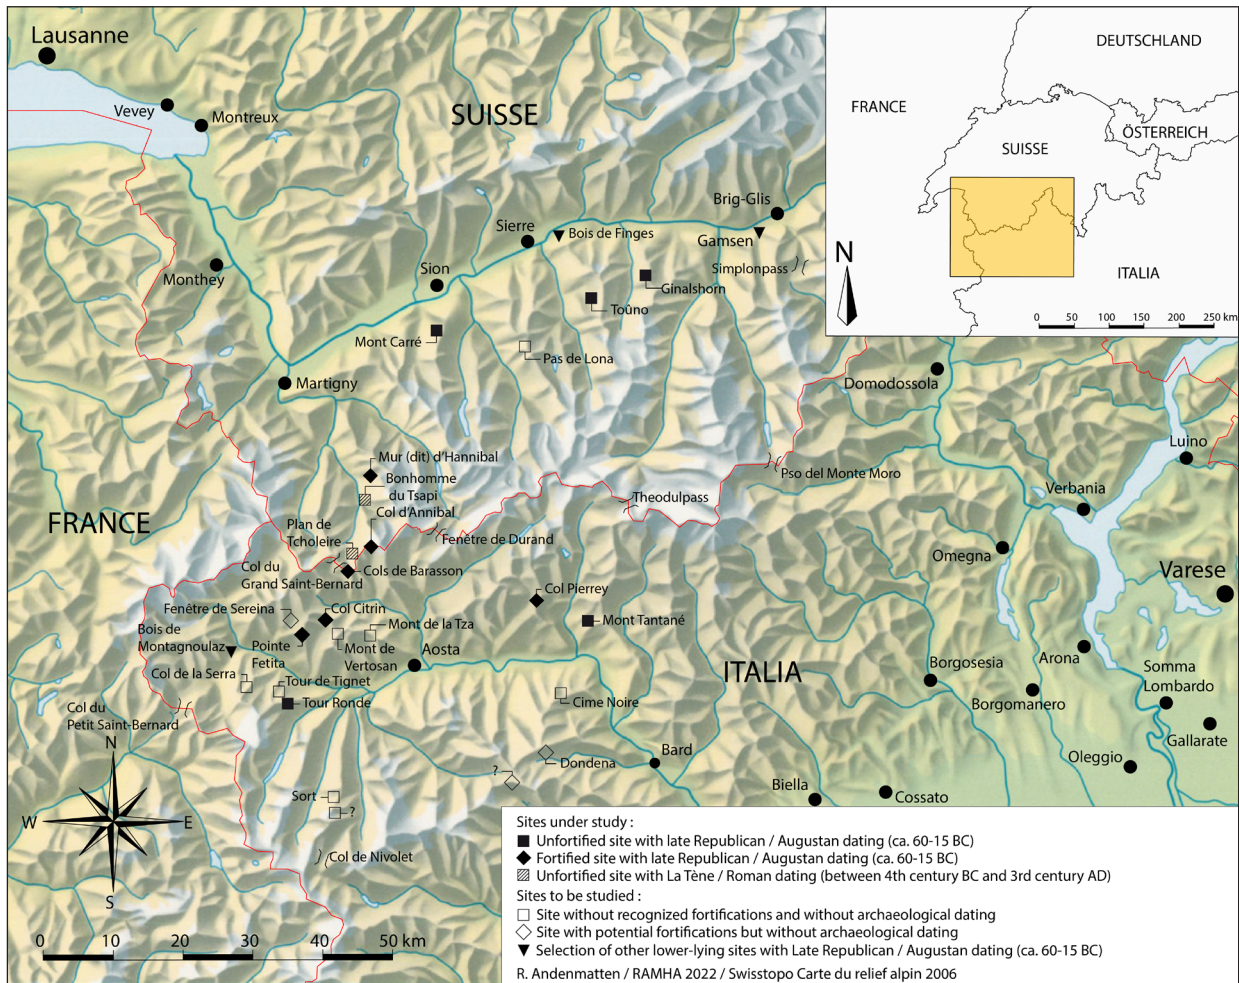 Lausanne
Vevey
Montreux
SUISSE
Monthey
Sierre
Bois de Finges
Brig-Glis
Gamsen
Simplonpass
Sion
Ginalshorn
Toûno
Mont Carré
Pas de Lona
Martigny
DEUTSCHLAND
FRANCE
ÖSTERREICH
SUISSE
ITALIA
N
0 50 100 150 200 250 km
Domodossola
Luino
Mur (dit) d'Hannibal
Bonhomme
du Tsapi
Col d'Annibal
Pso del Monte Moro
Theodulpass
Verbania
FRANCE
Plan de
Tcholeire
Fenêtre de Durand
Omegna
Col du
Grand Saint-Bernard
Cols de Barasson
Varese
Col Pierrey
Fenêtre de Sereina
Col Citrin
Mont Tantané
Mont de la Tza
Bois de
Montagnoulaz
Pointe
Fetita
Mont de
Vertosan
Aosta
ITALIA
Arona
Borgosesia
Somma
Lombardo
Col de la Serra
Tour de Tignet
Tour Ronde
Cime Noire
Borgomanero
Col du
Petit Saint-Bernard
Gallarate
Bard
Dondena
?
Oleggio
Biella
Cossato
Sort
?
Col de Nivolet
N
W
E
S
0 10 20 30 40 50 km
Sites under study :
Unfortified site with late Republican / Augustan dating (ca. 60-15 BC)
Fortified site with late Republican / Augustan dating (ca. 60-15 BC)
Unfortified site with La Tène / Roman dating (between 4th century BC and 3rd century AD)
Sites to be studied :
Site without recognized fortifications and without archaeological dating
Site with potential fortifications but without archaeological dating
Selection of other lower-lying sites with Late Republican / Augustan dating (ca. 60-15 BC)
R. Andenmatten / RAMHA 2022 / Swisstopo Carte du relief alpin 2006